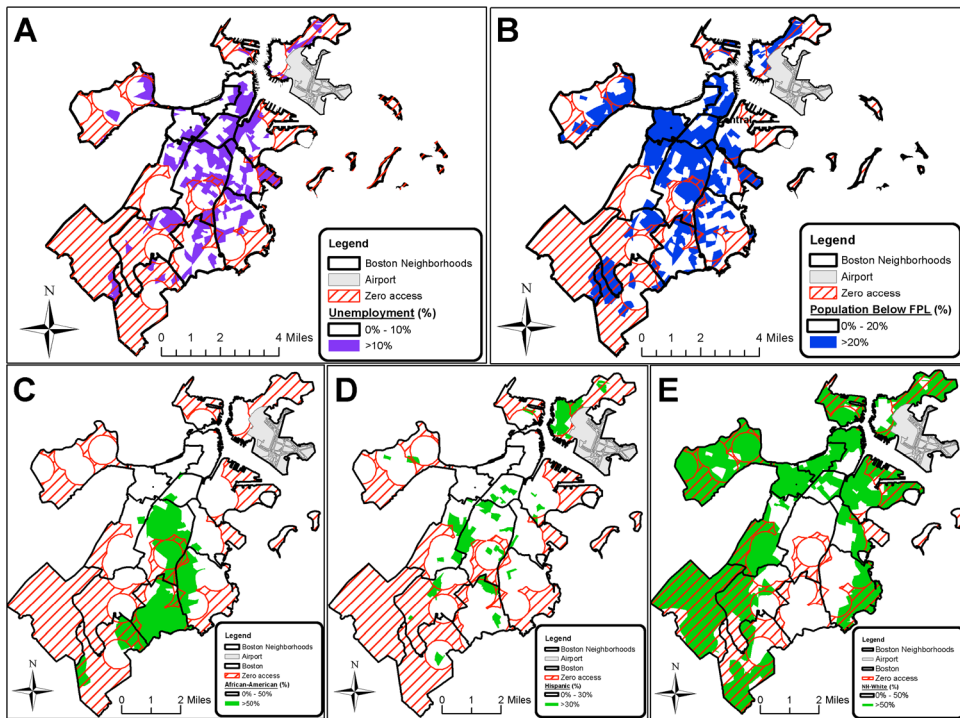 A
N
0 1 2 4 Miles
Legend
Boston Neighborhoods
Airport
Zero access
Unemployment (%)
0% - 10%
>10%
B
ntral
N
0 1 2 4 Miles
Legend
Boston Neighborhoods
Airport
Zero access
Population Below FPL (%)
0% - 20%
>20%
C
N
0 1 2 Miles
Legend
Boston Neighborhoods
Airport
Boston
Zero access
African-American (%)
0% - 50%
>50%
D
N
0 1 2 Miles
Legend
Boston Neighborhoods
Airport
Boston
Zero access
Hispanic (%)
0% - 30%
>30%
E
N
0 1 2 Miles
Legend
Boston Neighborhoods
Airport
Boston
Zero access
NH-White (%)
0% - 50%
>50%